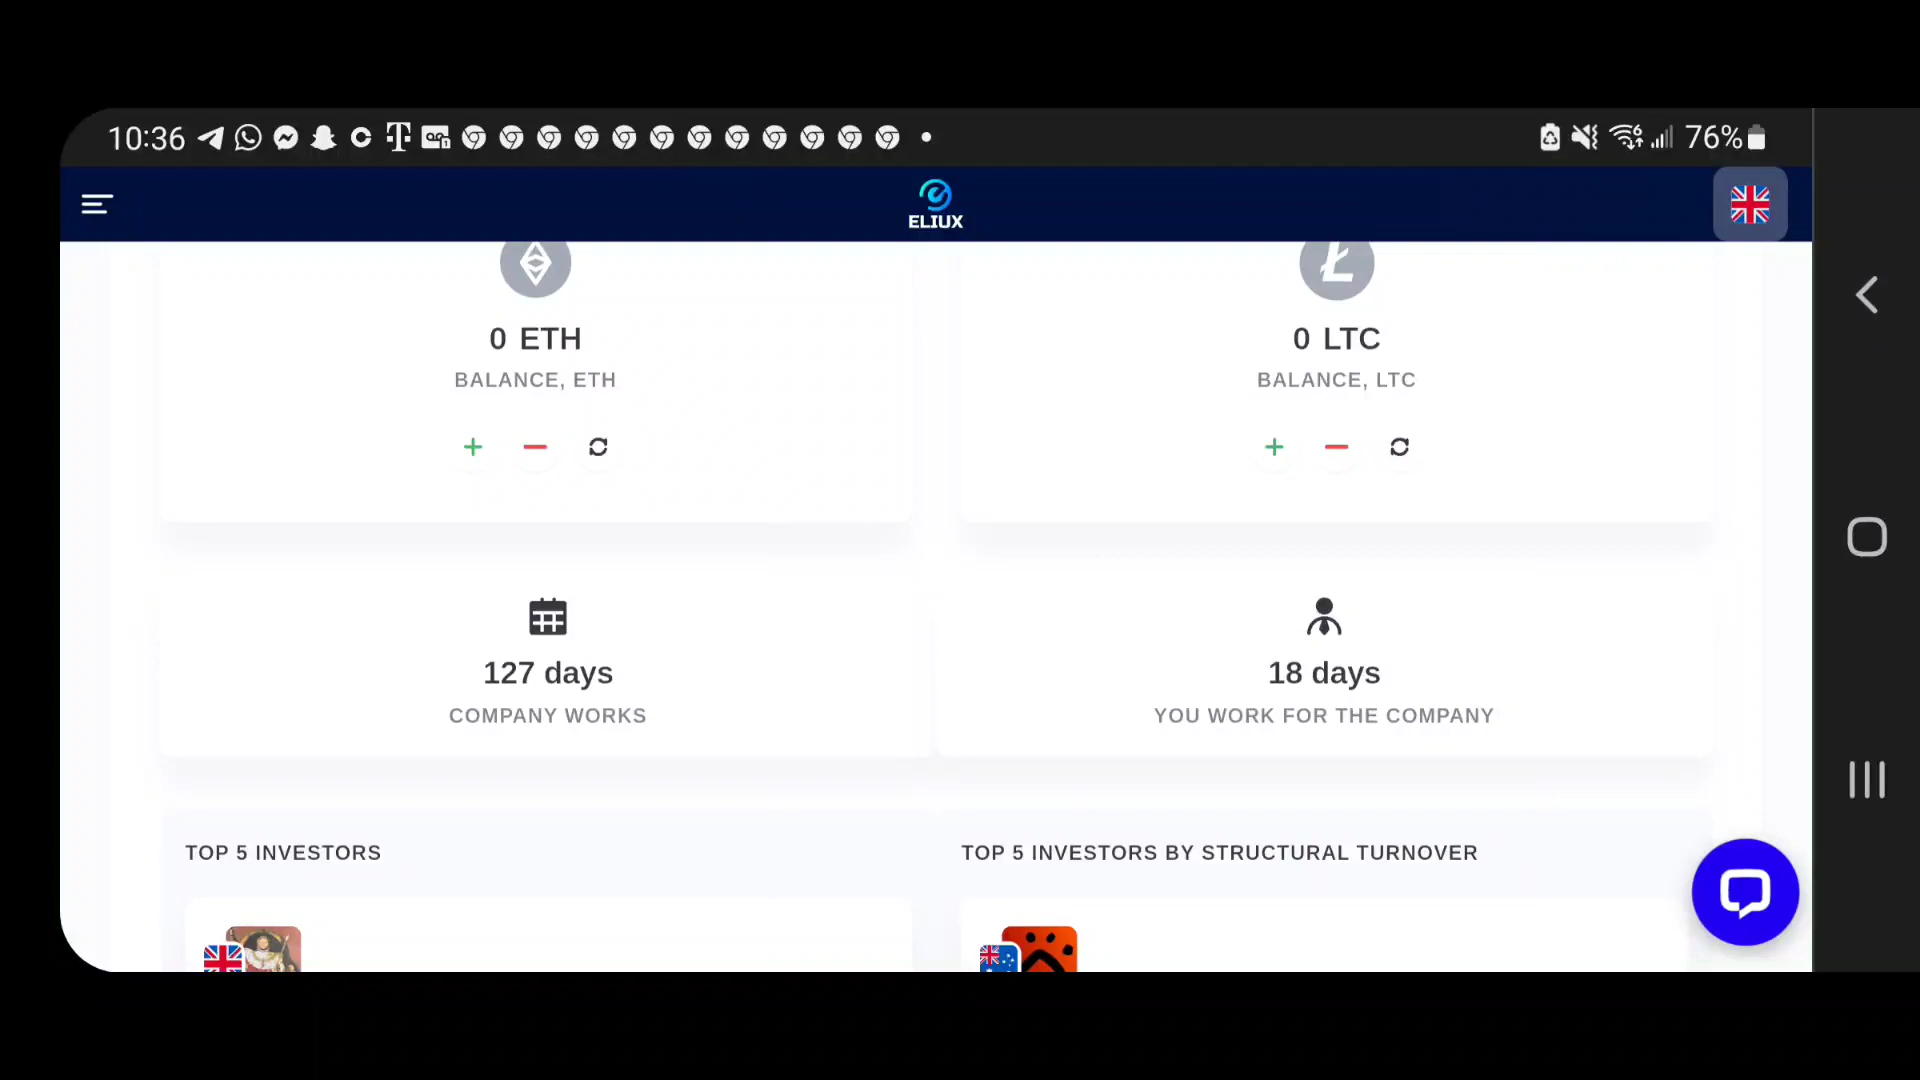 10:36
76%
ELIUX
0 ETH
BALANCE, ETH
0 LTC
BALANCE, LTC
127 days
COMPANY WORKS
18 days
YOU WORK FOR THE COMPANY
TOP 5 INVESTORS
TOP 5 INVESTORS BY STRUCTURAL TURNOVER